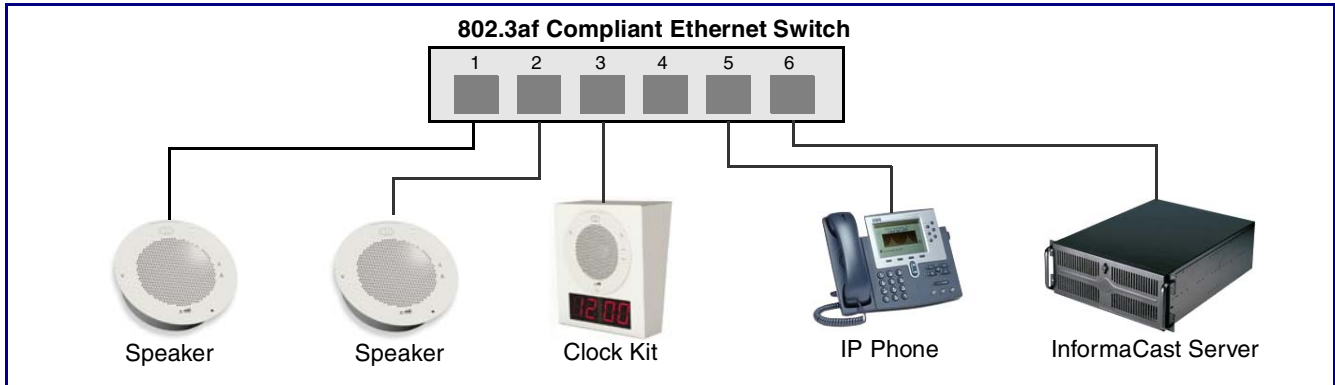 802.3af Compliant Ethernet Switch
1 2 3 4 5 6
12:00
Speaker
Speaker
Clock Kit
IP Phone
InformaCast Server